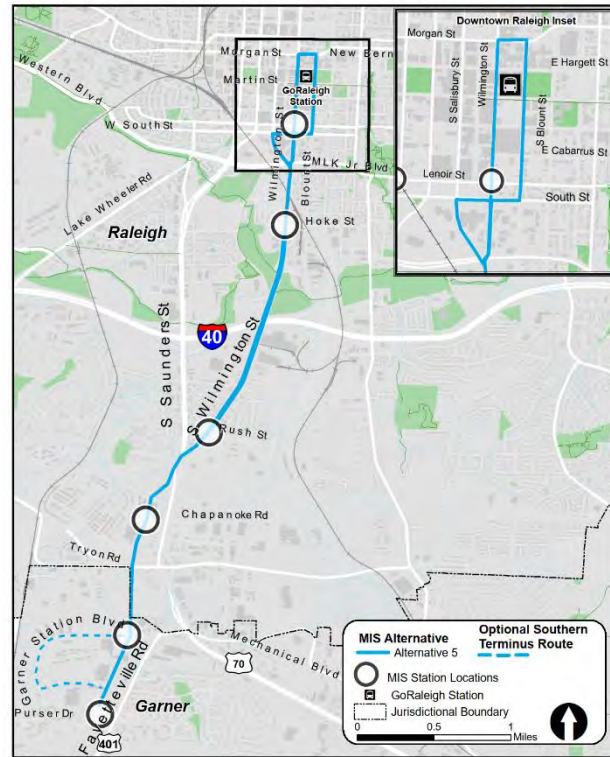 Downtown Raleigh Inset
Morgan St
Wilmington St
S Salisbury St
E Hargett St
S Blount St
E Cabarrus St
Lenoir St
South St
Morgan St
New Bern
Western Blvd
Martin St
GoRaleigh
Station
W South St
Wilmington St
Blount St
MLK Jr Blvd
Lake Wheeler Rd
Hoke St
Raleigh
40
S Saunders St
S Wilmington St
Rush St
Chapanoke Rd
Tryon Rd
Garner Station Blvd
Mechanical Blvd
70
Fayetteville Rd
Purser Dr
Garner
401
MIS Alternative
Alternative 5
Optional Southern
Terminus Route
MIS Station Locations
GoRaleigh Station
Jurisdictional Boundary
0 0.5 1
Miles